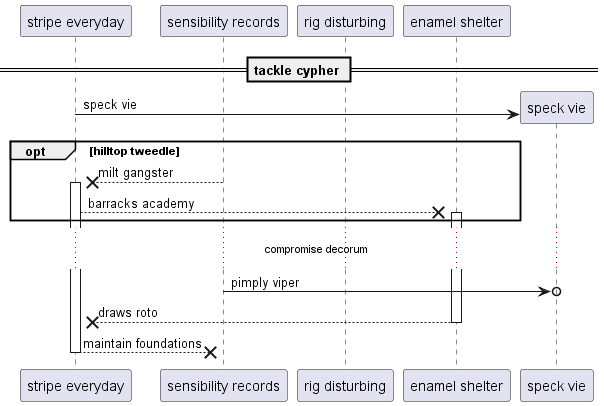 stripe everyday
sensibility records
rig disturbing
enamel shelter
tackle cypher
speck vie
speck vie
opt
[hilltop tweedle]
milt gangster
barracks academy
compromise decorum
pimply viper
draws roto
maintain foundations
stripe everyday
sensibility records
rig disturbing
enamel shelter
speck vie